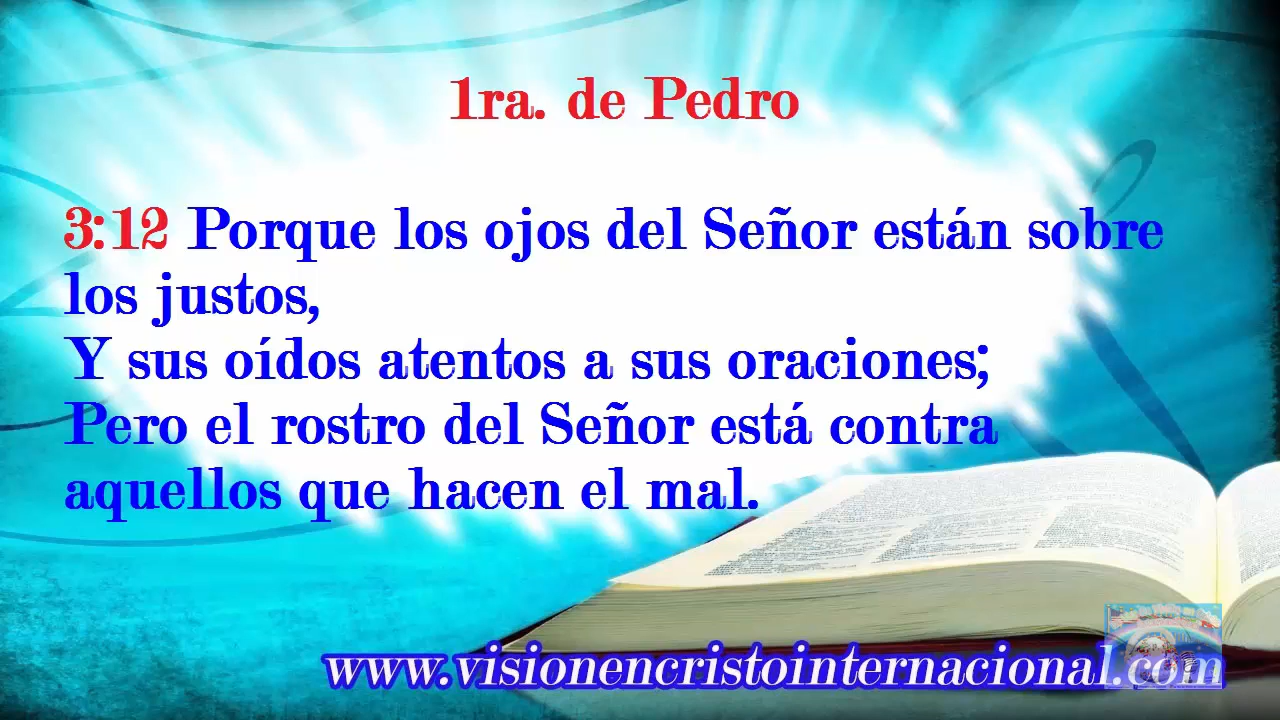 1ra. de Pedro
3:12 Porque los ojos del Señor están sobre
los justos,
Y sus oídos atentos a sus oraciones;
Pero el rostro del Señor está contra
aquellos que hacen el mal.
www.visionencristointernacional.com